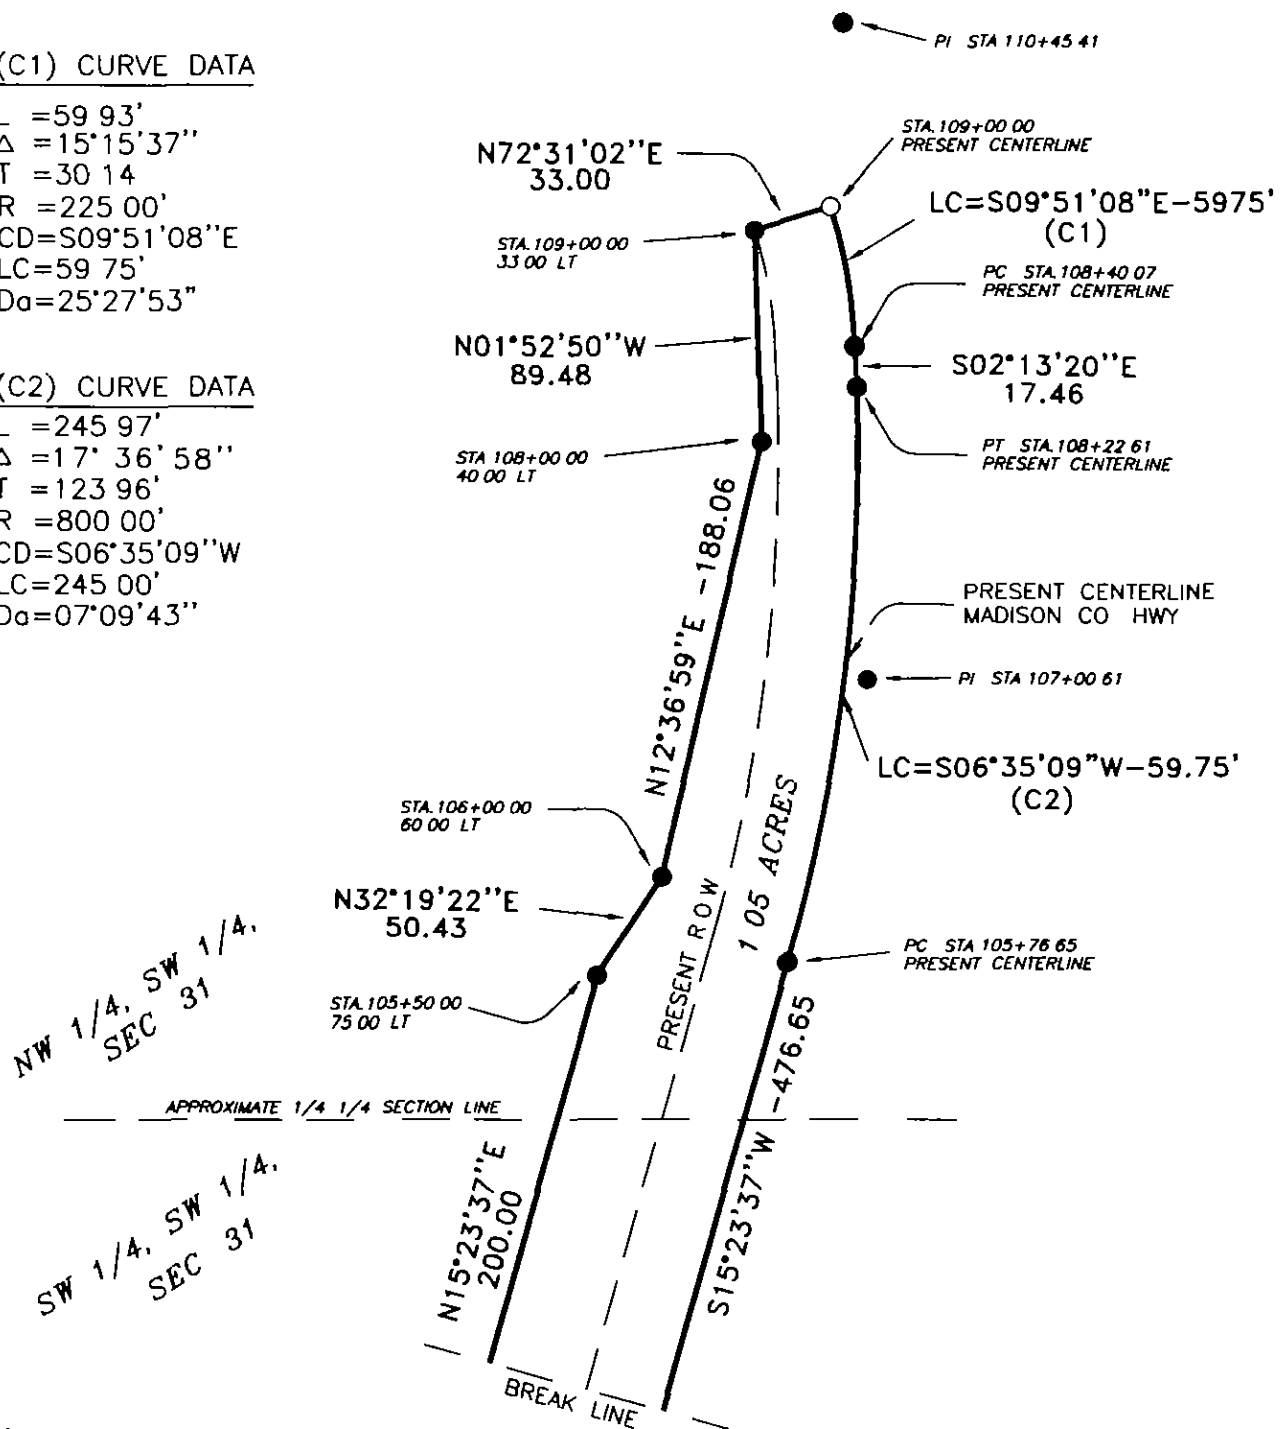 (C1) CURVE DATA
L =59 93'
Δ =15°15'37''
T =30 14
R =225 00'
CD=S09°51'08''E
LC=59 75'
Da=25°27'53"
(C2) CURVE DATA
L =245 97'
Δ =17° 36' 58''
T =123 96'
R =800 00'
CD=S06°35'09''W
LC=245 00'
Da=07°09'43''
PI STA 110+45 41
STA. 109+00 00
PRESENT CENTERLINE
N72°31'02''E
33.00
LC=S09°51'08"E-5975'
(C1)
STA. 109+00 00
33 00 LT
PC STA. 108+40 07
PRESENT CENTERLINE
N01°52'50''W
89.48
S02°13'20''E
17.46
STA 108+00 00
40 00 LT
PT STA. 108+22 61
PRESENT CENTERLINE
N12°36'59''E -188.06
PRESENT CENTERLINE
MADISON CO HWY
PI STA 107+00 61
LC=S06°35'09"W-59.75'
(C2)
STA. 106+00 00
60 00 LT
1 05 ACRES
PRESENT ROW
N32°19'22''E
50.43
PC STA 105+76 65
PRESENT CENTERLINE
STA. 105+50 00
75 00 LT
NW 1/4, SW 1/4,
SEC 31
APPROXIMATE 1/4 1/4 SECTION LINE
SW 1/4, SW 1/4,
SEC 31
N15°23'37''E
200.00
S15°23'37''W -476.65
BREAK LINE